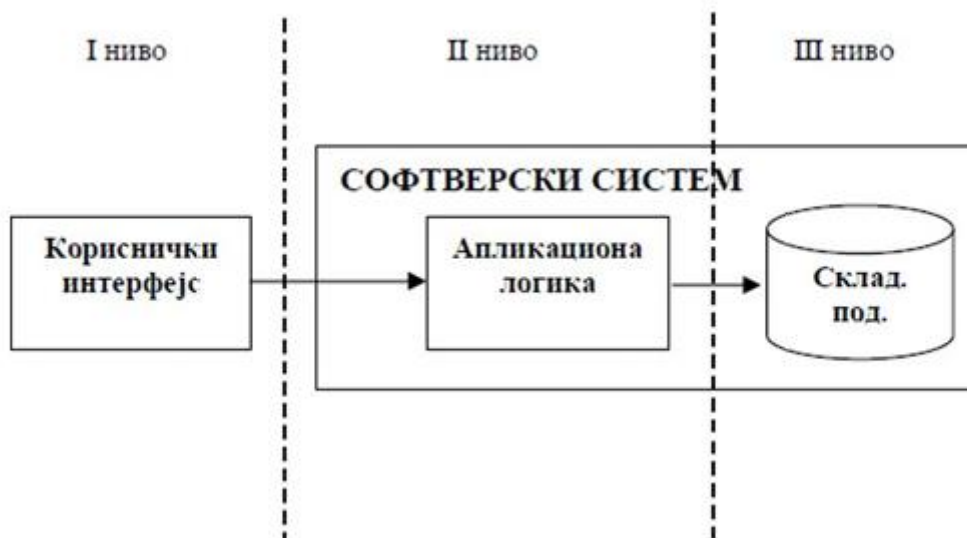 I ниво
II ниво
III ниво
СОФТВЕРСКИ СИСТЕМ
Кориснички
интерфејс
Апликациона
логика
Склад.
под.